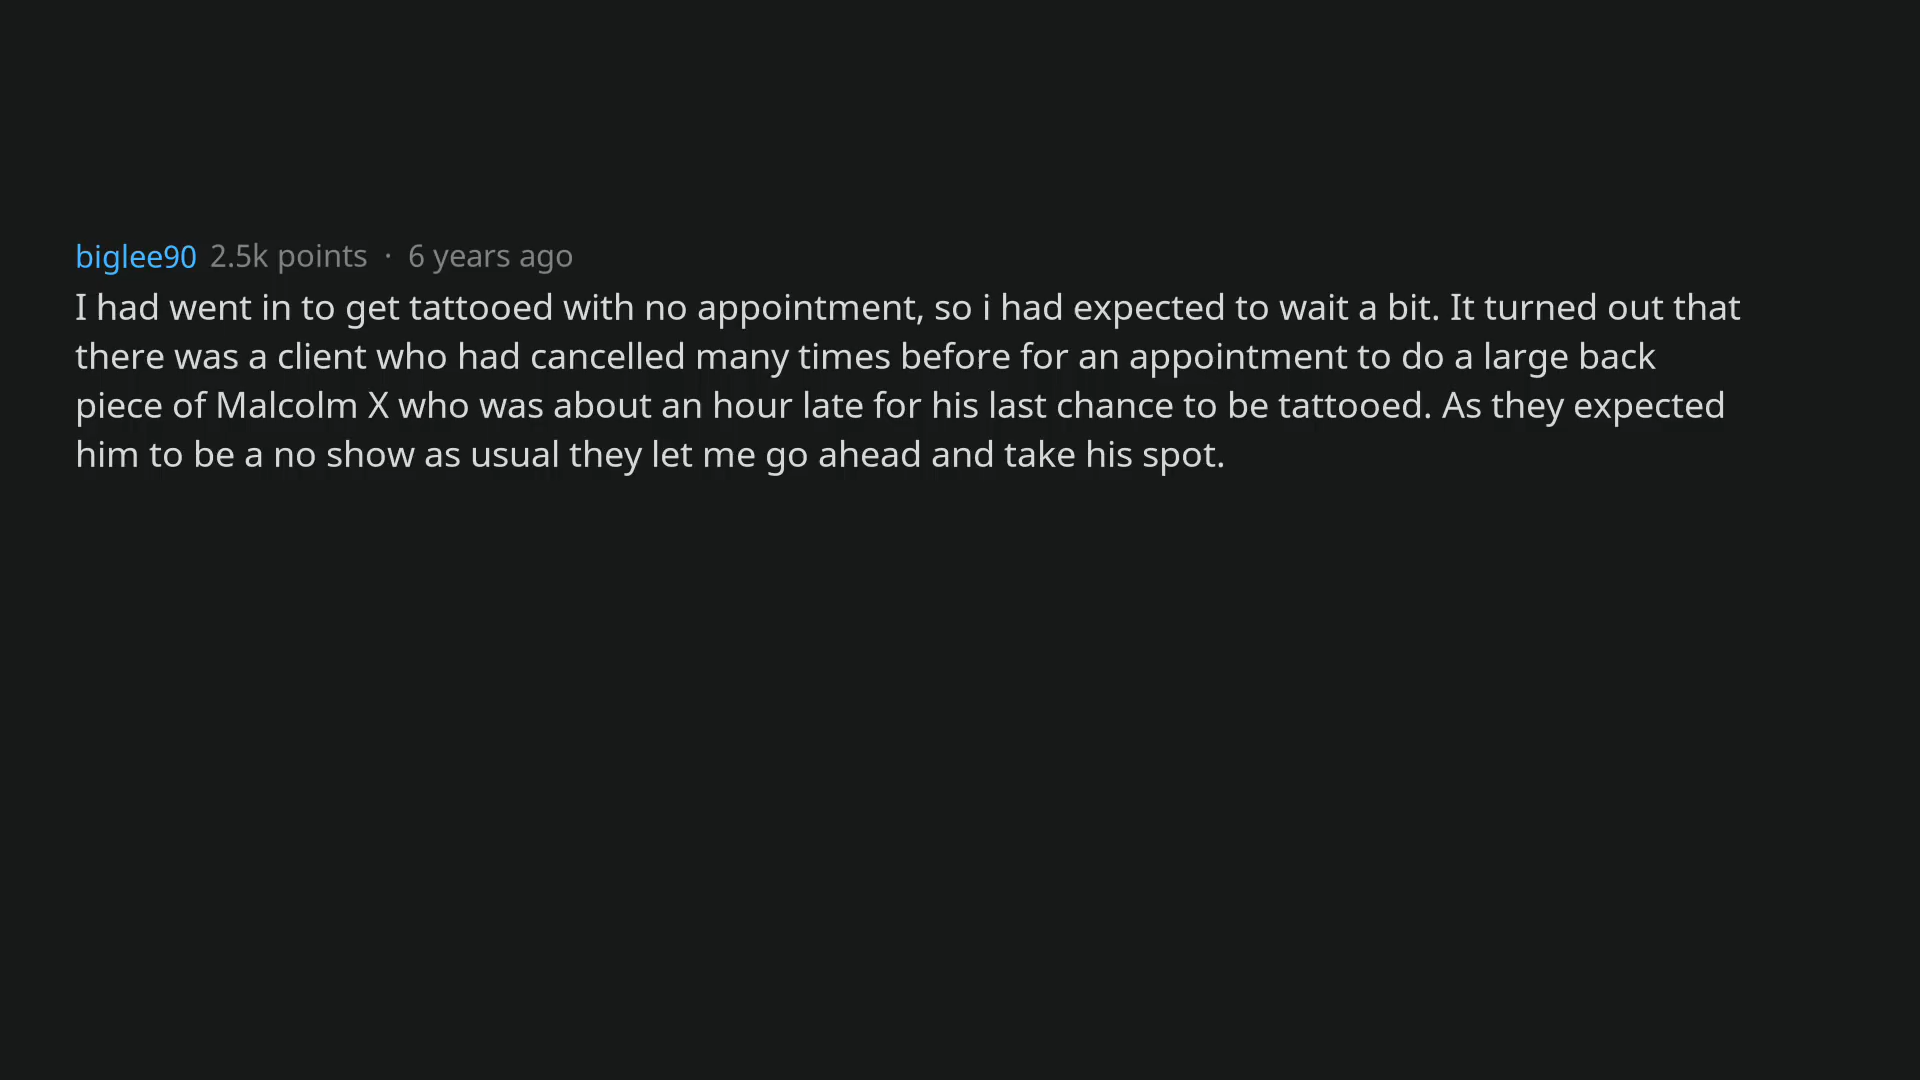 biglee90 2.5k points · 6 years ago
I had went in to get tattooed with no appointment, so i had expected to wait a bit. It turned out that
there was a client who had cancelled many times before for an appointment to do a large back
piece of Malcolm X who was about an hour late for his last chance to be tattooed. As they expected
him to be a no show as usual they let me go ahead and take his spot.